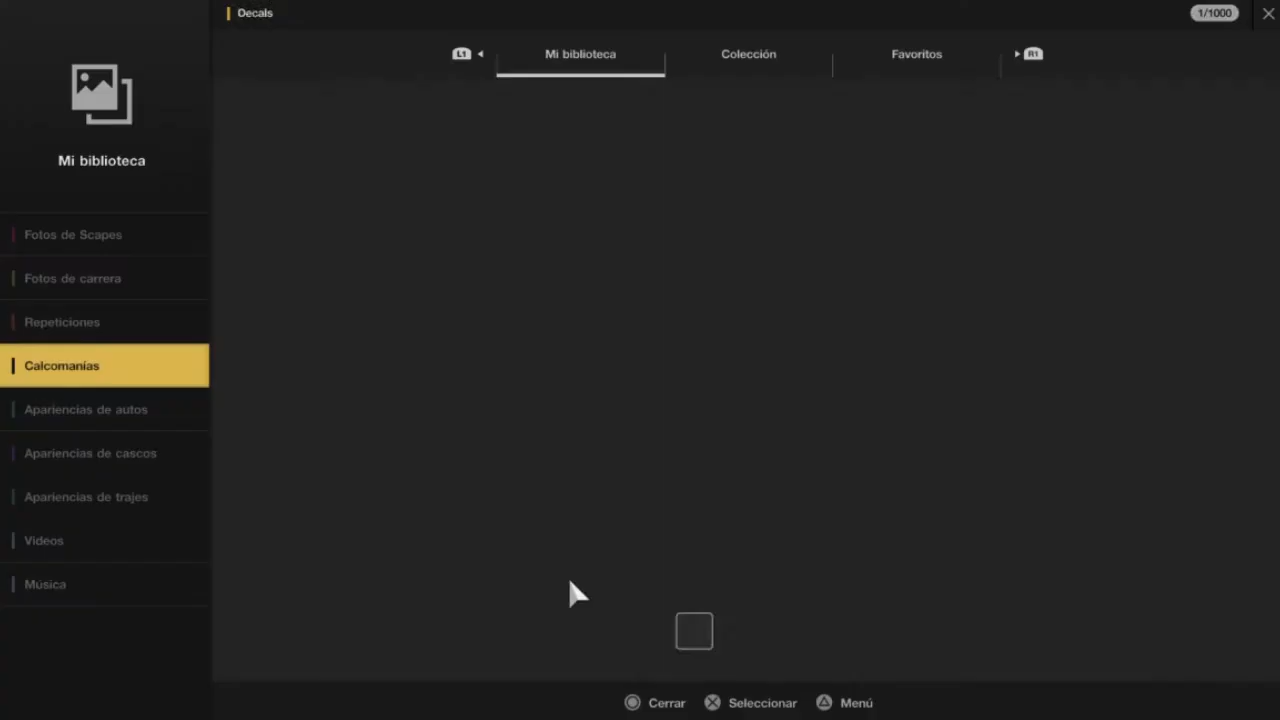 Decals
1/1000
L1
Mi biblioteca
Colección
Favoritos
R1
Mi biblioteca
Fotos de Scapes
Fotos de carrera
Repeticiones
Calcomanías
Apariencias de autos
Apariencias de cascos
Apariencias de trajes
Videos
Música
Cerrar
Seleccionar
Menú